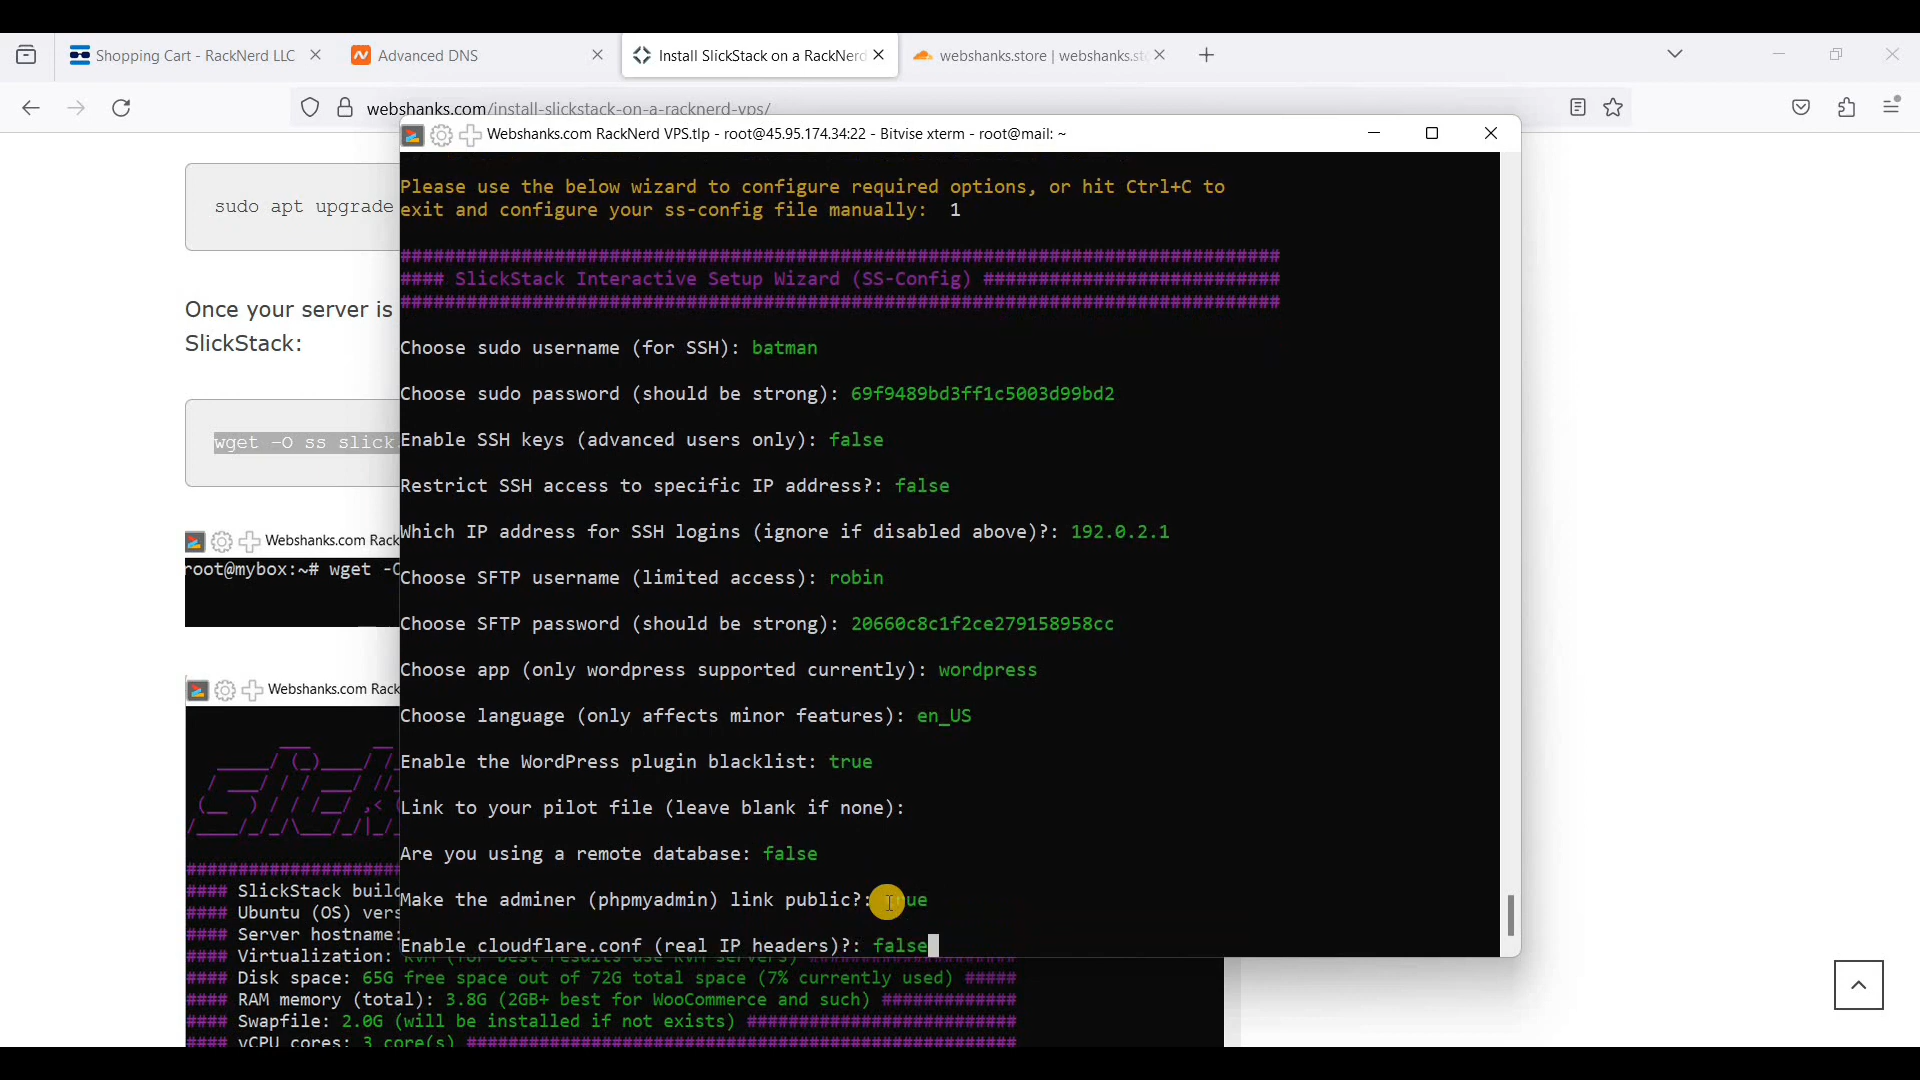 Shopping Cart - RackNerd LLC
Advanced DNS
Install SlickStack on a RackNerd
webshanks.store | webshanks.st
webshanks.com/install-slickstack-on-a-racknerd-vps/
Webshanks.com RackNerd VPS.tlp - root@45.95.174.34:22 - Bitvise xterm - root@mail: ~
sudo apt upgrade
Once your server is
SlickStack:
wget -O ss slick.
Webshanks.com Rack
root@mybox:~# wget -O
Webshanks.com Rack
Please use the below wizard to configure required options, or hit Ctrl+C to
exit and configure your ss-config file manually: 1
################################################################################
#### SlickStack Interactive Setup Wizard (SS-Config) ###########################
################################################################################
Choose sudo username (for SSH): batman
Choose sudo password (should be strong): 69f9489bd3ff1c5003d99bd2
Enable SSH keys (advanced users only): false
Restrict SSH access to specific IP address?: false
Which IP address for SSH logins (ignore if disabled above)?: 192.0.2.1
Choose SFTP username (limited access): robin
Choose SFTP password (should be strong): 20660c8c1f2ce279158958cc
Choose app (only wordpress supported currently): wordpress
Choose language (only affects minor features): en_US
Enable the WordPress plugin blacklist: true
Link to your pilot file (leave blank if none):
Are you using a remote database: false
Make the adminer (phpmyadmin) link public?: true
Enable cloudflare.conf (real IP headers)?: false
#### SlickStack build
#### Ubuntu (OS) vers
#### Server hostname:
#### Virtualization: KVM (for best results use KVM servers) ###################
#### Disk space: 65G free space out of 72G total space (7% currently used) #####
#### RAM memory (total): 3.8G (2GB+ best for WooCommerce and such) #############
#### Swapfile: 2.0G (will be installed if not exists) ##########################
#### vCPU cores: 3 core(s) #####################################################